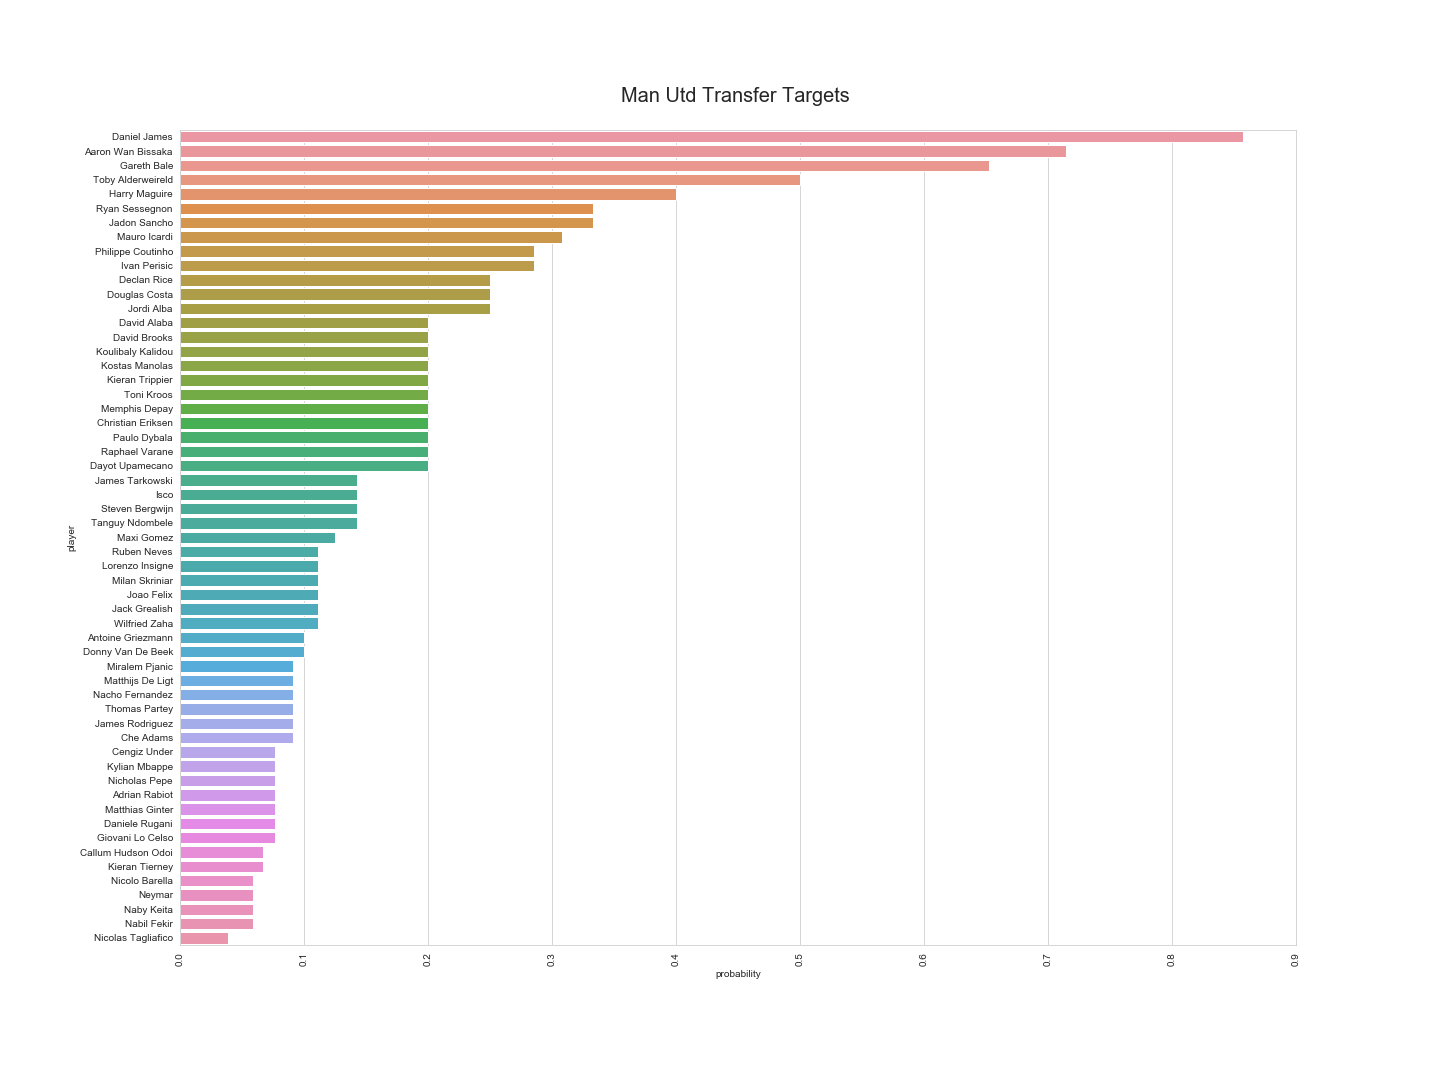 Man Utd Transfer Targets
Daniel James
Aaron Wan Bissaka
Gareth Bale
Toby Alderweireld
Harry Maguire
Ryan Sessegnon
Jadon Sancho
Mauro Icardi
Philippe Coutinho
Ivan Perisic
Declan Rice
Douglas Costa
Jordi Alba
David Alaba
David Brooks
Koulibaly Kalidou
Kostas Manolas
Kieran Trippier
Toni Kroos
Memphis Depay
Christian Eriksen
Paulo Dybala
Raphael Varane
Dayot Upamecano
James Tarkowski
Isco
Steven Bergwijn
Tanguy Ndombele
Maxi Gomez
Ruben Neves
Lorenzo Insigne
Milan Skriniar
Joao Felix
Jack Grealish
Wilfried Zaha
Antoine Griezmann
Donny Van De Beek
Miralem Pjanic
Matthijs De Ligt
Nacho Fernandez
Thomas Partey
James Rodriguez
Che Adams
Cengiz Under
Kylian Mbappe
Nicholas Pepe
Adrian Rabiot
Matthias Ginter
Daniele Rugani
Giovani Lo Celso
Callum Hudson Odoi
Kieran Tierney
Nicolo Barella
Neymar
Naby Keita
Nabil Fekir
Nicolas Tagliafico
player
0.0 0.1 0.2 0.3 0.4 0.5 0.6 0.7 0.8 0.9
probability